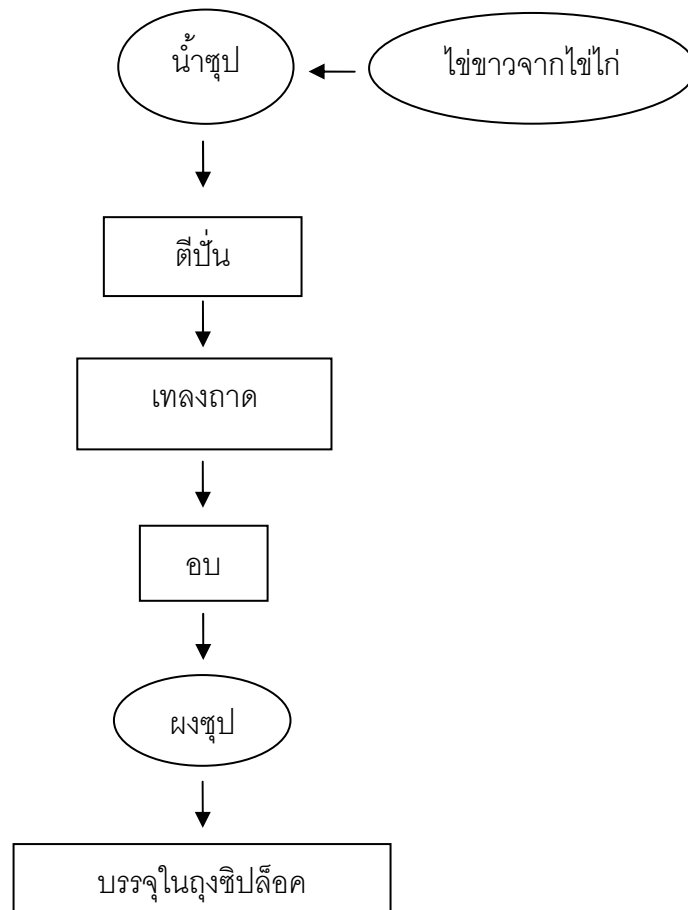 น้ำซุป
ไข่ขาวจากไข่ไก่
ตีปั่น
เทลงถาด
อบ
ผงซุป
บรรจุในถุงซิปล็อค